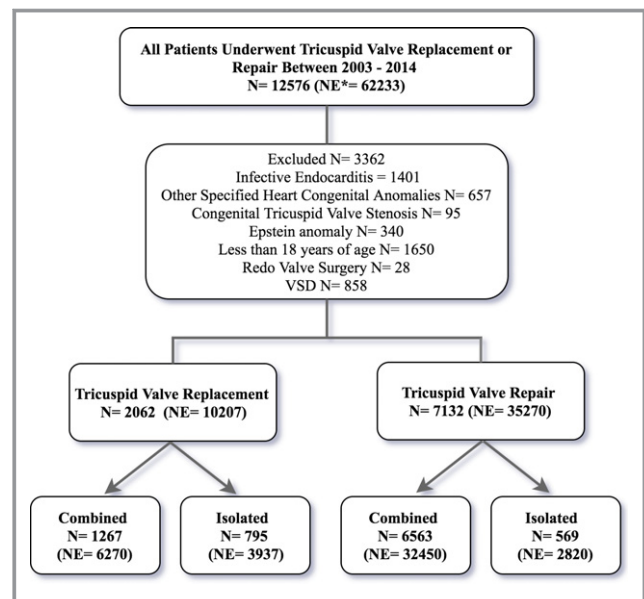 All Patients Underwent Tricuspid Valve Replacement or
Repair Between 2003 - 2014
N= 12576 (NE*= 62233)
Excluded N= 3362
Infective Endocarditis = 1401
Other Specified Heart Congenital Anomalies N= 657
Congenital Tricuspid Valve Stenosis N= 95
Epstein anomaly N= 340
Less than 18 years of age N= 1650
Redo Valve Surgery N= 28
VSD N= 858
Tricuspid Valve Replacement
N= 2062 (NE= 10207)
Tricuspid Valve Repair
N= 7132 (NE= 35270)
Combined
N= 1267
(NE= 6270)
Isolated
N= 795
(NE= 3937)
Combined
N= 6563
(NE= 32450)
Isolated
N= 569
(NE= 2820)